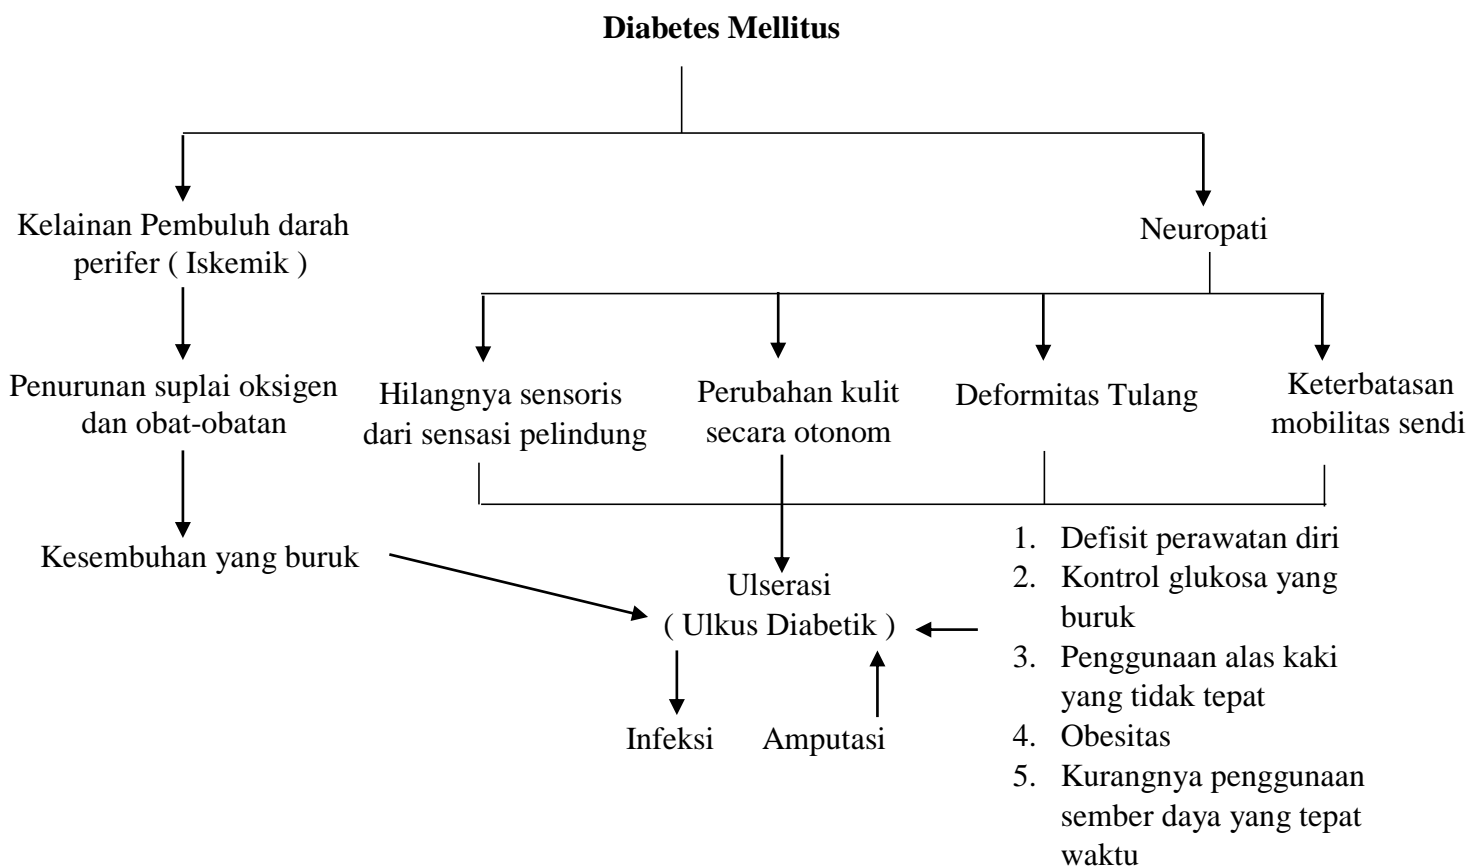 Diabetes Mellitus
Kelainan Pembuluh darah
perifer ( Iskemik )
Neuropati
Penurunan suplai oksigen
dan obat-obatan
Hilangnya sensoris
dari sensasi pelindung
Perubahan kulit
secara otonom
Deformitas Tulang
Keterbatasan
mobilitas sendi
Kesembuhan yang buruk
Ulserasi
( Ulkus Diabetik )
1. Defisit perawatan diri
2. Kontrol glukosa yang
buruk
3. Penggunaan alas kaki
yang tidak tepat
4. Obesitas
5. Kurangnya penggunaan
sember daya yang tepat
waktu
Infeksi
Amputasi